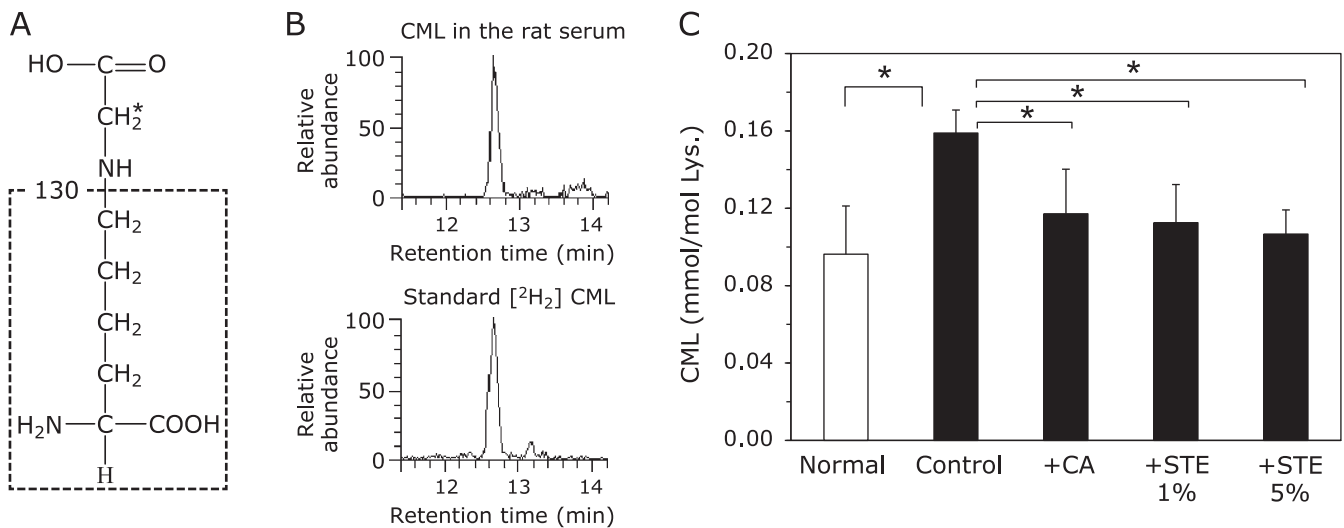 A
HO C O
CH2*
NH
130
CH2
CH2
CH2
CH2
H2N C COOH
H
B
CML in the rat serum
Relative
abundance
100
50
0
12 13 14
Retention time (min)
Standard [²H₂] CML
Relative
abundance
100
50
0
12 13 14
Retention time (min)
C
CML (mmol/mol Lys.)
0.20
0.16
0.12
0.08
0.04
0.00
*
*
*
*
Normal Control +CA +STE +STE
1% 5%